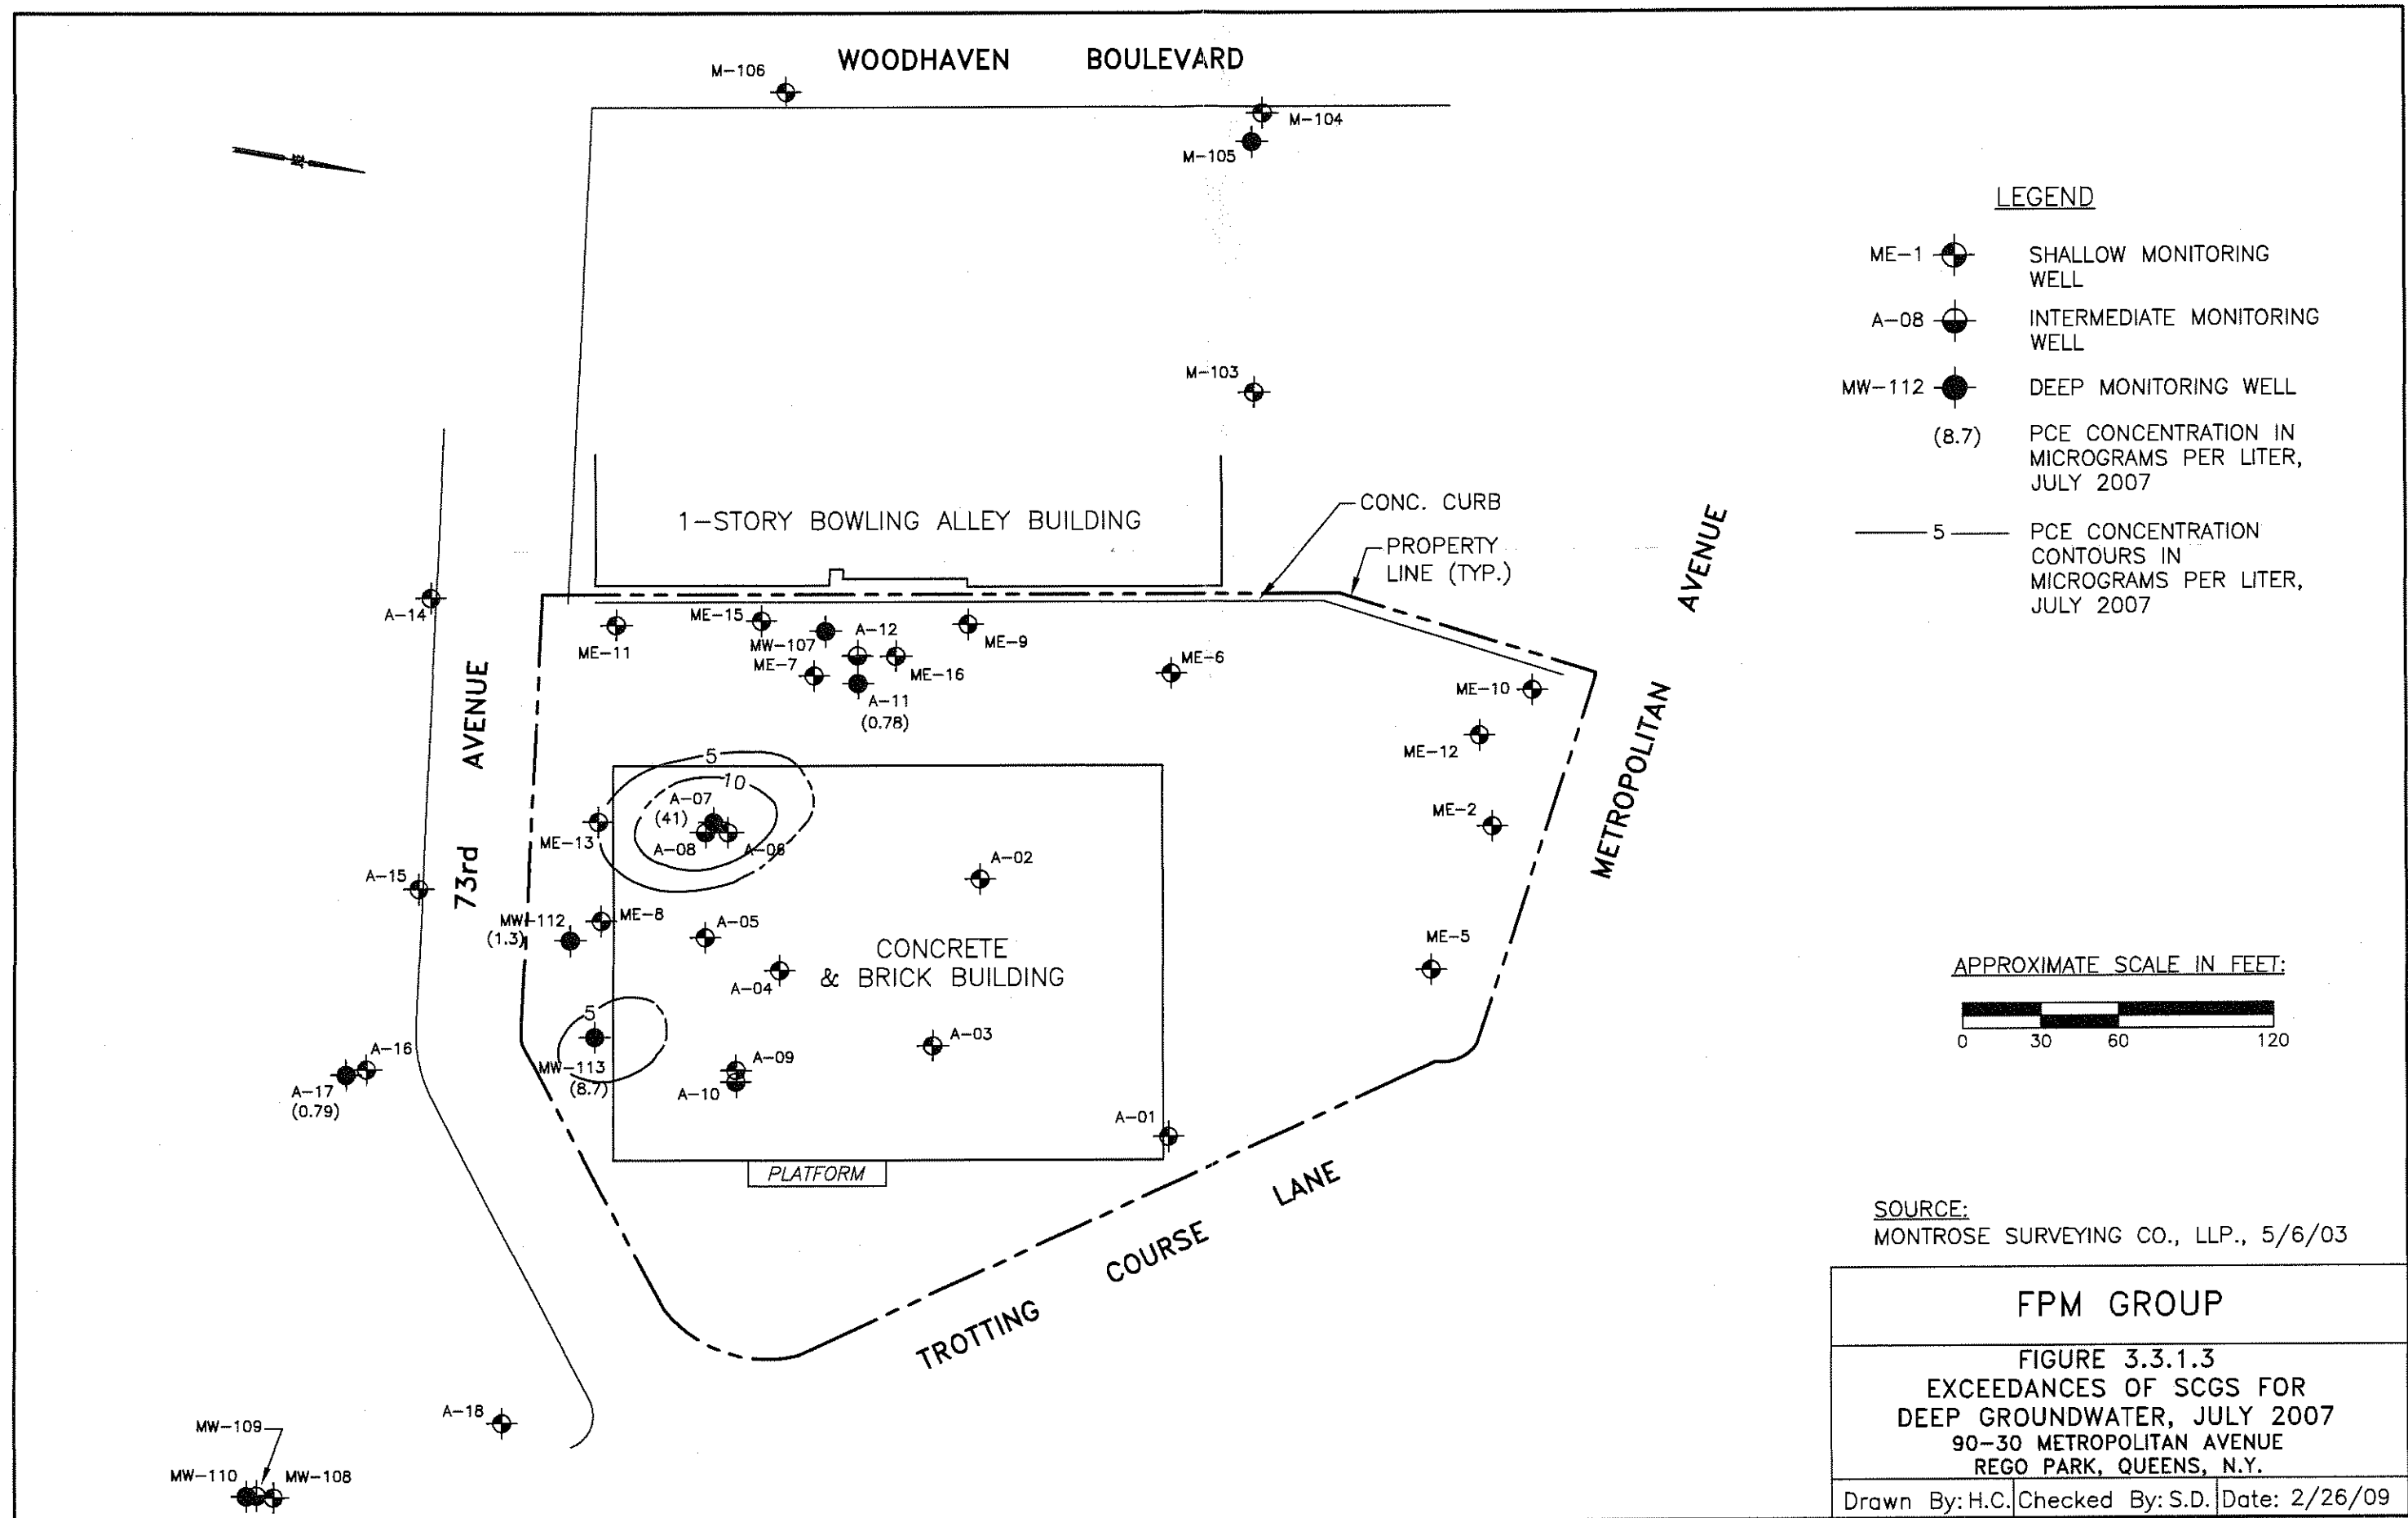 WOODHAVEN BOULEVARD
M-106
M-104
M-105
M-103
N
LEGEND
ME-1 SHALLOW MONITORING
WELL
A-08 INTERMEDIATE MONITORING
WELL
MW-112 DEEP MONITORING WELL
(8.7) PCE CONCENTRATION IN
MICROGRAMS PER LITER,
JULY 2007
5 PCE CONCENTRATION
CONTOURS IN
MICROGRAMS PER LITER,
JULY 2007
1-STORY BOWLING ALLEY BUILDING
CONC. CURB
PROPERTY
LINE (TYP.)
METROPOLITAN AVENUE
73rd AVENUE
A-14
ME-11
ME-15
MW-107
ME-7
A-12
ME-16
A-11
(0.78)
ME-9
ME-6
ME-10
ME-12
ME-2
ME-5
5
10
A-07
(41)
A-08
A-06
ME-13
A-02
A-15
MW-112
(1.3)
ME-8
A-05
A-04
CONCRETE
& BRICK BUILDING
5
MW-113
(8.7)
A-03
A-09
A-10
A-16
A-17
(0.79)
A-01
PLATFORM
TROTTING COURSE LANE
A-18
MW-109
MW-110
MW-108
APPROXIMATE SCALE IN FEET:
0 30 60 120
SOURCE:
MONTROSE SURVEYING CO., LLP., 5/6/03
FPM GROUP
FIGURE 3.3.1.3
EXCEEDANCES OF SCGS FOR
DEEP GROUNDWATER, JULY 2007
90-30 METROPOLITAN AVENUE
REGO PARK, QUEENS, N.Y.
Drawn By: H.C. Checked By: S.D. Date: 2/26/09